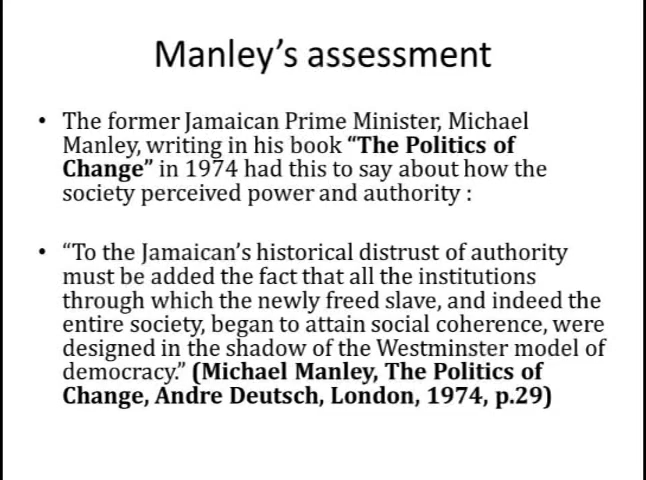 Manley’s assessment
• The former Jamaican Prime Minister, Michael
Manley, writing in his book “The Politics of
Change” in 1974 had this to say about how the
society perceived power and authority :
• “To the Jamaican’s historical distrust of authority
must be added the fact that all the institutions
through which the newly freed slave, and indeed the
entire society, began to attain social coherence, were
designed in the shadow of the Westminster model of
democracy.” (Michael Manley, The Politics of
Change, Andre Deutsch, London, 1974, p.29)